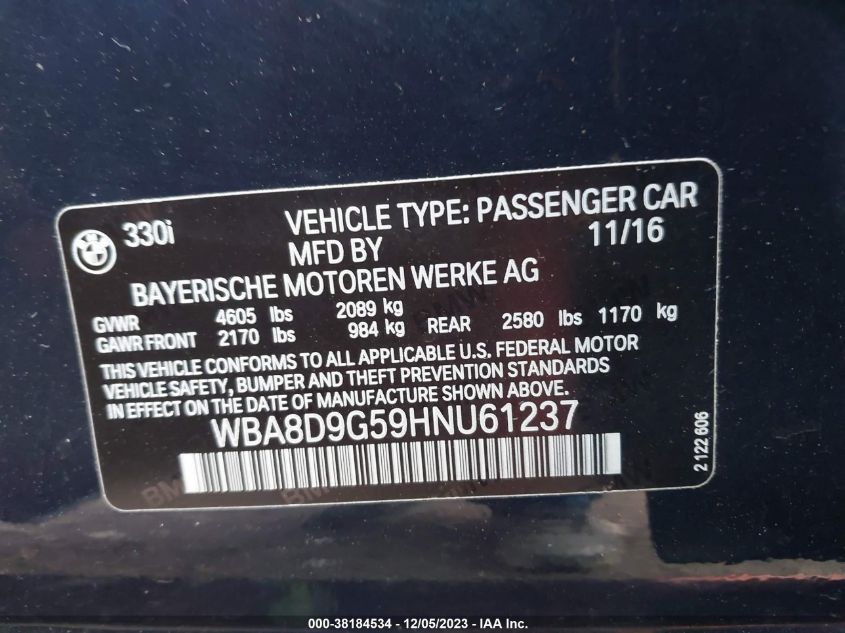 BMW
330i VEHICLE TYPE: PASSENGER CAR
MFD BY 11/16
BAYERISCHE MOTOREN WERKE AG
GVWR 4605 lbs 2089 kg
GAWR FRONT 2170 lbs 984 kg REAR 2580 lbs 1170 kg
THIS VEHICLE CONFORMS TO ALL APPLICABLE U.S. FEDERAL MOTOR
VEHICLE SAFETY, BUMPER AND THEFT PREVENTION STANDARDS
IN EFFECT ON THE DATE OF MANUFACTURE SHOWN ABOVE.
WBA8D9G59HNU61237
2122606
000-38184534 - 12/05/2023 - IAA Inc.